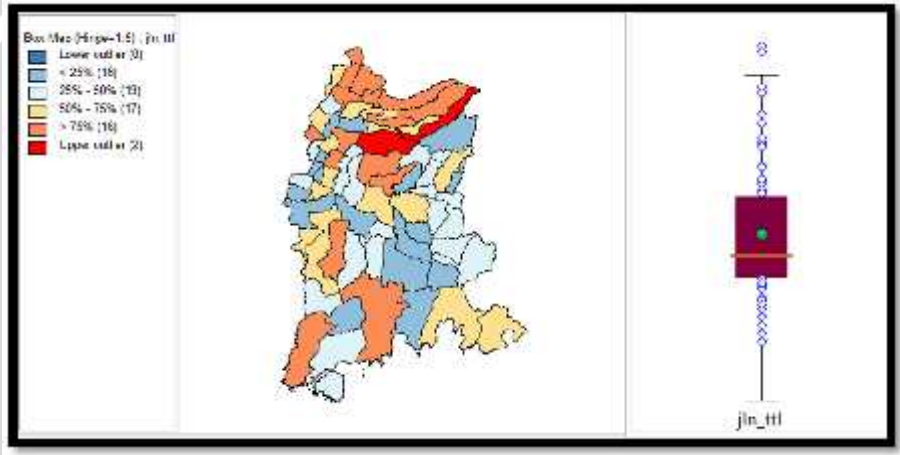 Box Map (Hinge=1.5) : jln_ttl
Lower outlier (0)
< 25% (18)
25% - 50% (19)
50% - 75% (17)
> 75% (16)
Upper outlier (2)
jln_ttl